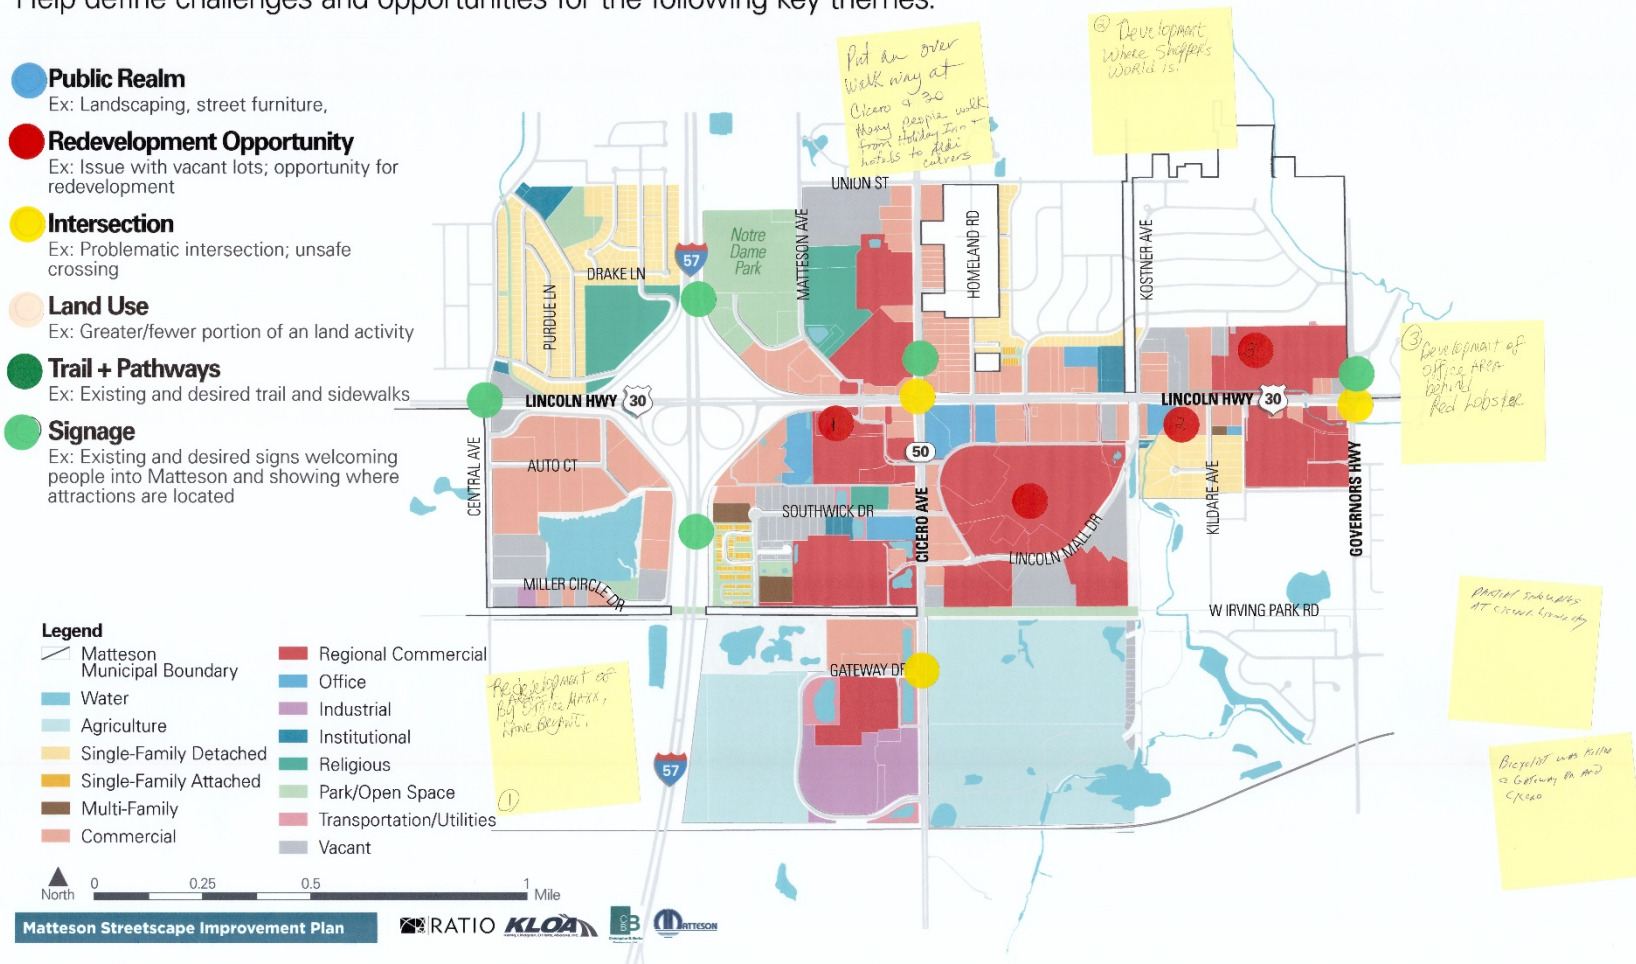 Help define challenges and opportunities for the following key themes:
Public Realm
Ex: Landscaping, street furniture,
Redevelopment Opportunity
Ex: Issue with vacant lots; opportunity for
redevelopment
Intersection
Ex: Problematic intersection; unsafe
crossing
Land Use
Ex: Greater/fewer portion of an land activity
Trail + Pathways
Ex: Existing and desired trail and sidewalks
Signage
Ex: Existing and desired signs welcoming
people into Matteson and showing where
attractions are located
Put an over
walk way at
Cicero & 30
Many people walk
from Holiday Inn +
hotels to Aldi
culvers
② Development
Where Shopper's
World is.
③ Development of
Office AREA
behind
Red Lobster
AT
Bicyclist was killed
@ Gateway Dr And
Cicero
Redevelopment of
By Office MAXX,
Lane Bryant.
①
UNION ST
Notre
Dame
Park
MATTESON AVE
HOMELAND RD
KOSTNER AVE
57
DRAKE LN
PURDUE LN
LINCOLN HWY 30
LINCOLN HWY 30
3
1
2
50
CENTRAL AVE
AUTO CT
SOUTHWICK DR
CICERO AVE
LINCOLN MALL DR
KILDARE AVE
GOVERNORS HWY
MILLER CIRCLE DR
W IRVING PARK RD
GATEWAY DR
57
Legend
Matteson
Municipal Boundary
Water
Agriculture
Single-Family Detached
Single-Family Attached
Multi-Family
Commercial
Regional Commercial
Office
Industrial
Institutional
Religious
Park/Open Space
Transportation/Utilities
Vacant
North
0 0.25 0.5 1 Mile
Matteson Streetscape Improvement Plan
RATIO
KLOA
MATTESON